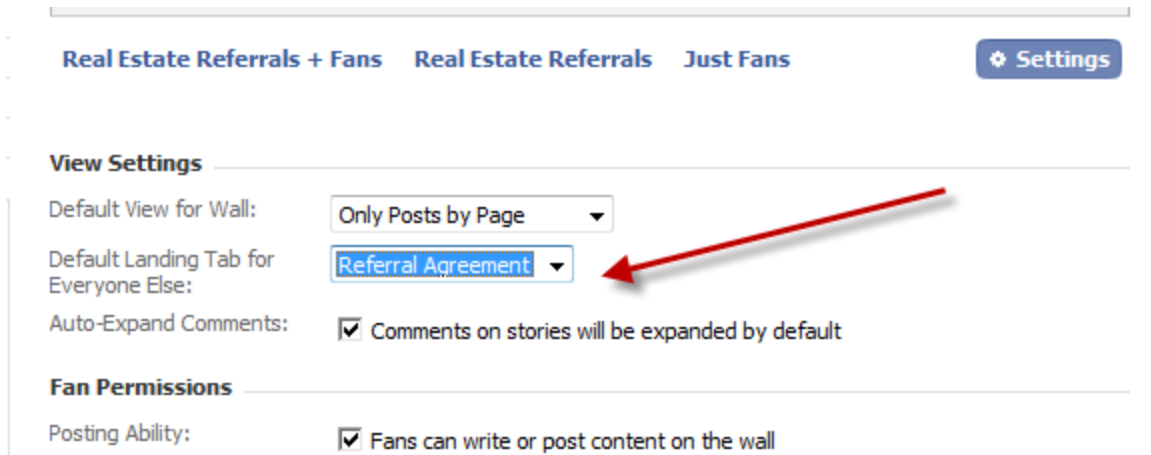 Real Estate Referrals + Fans Real Estate Referrals Just Fans Settings
View Settings
Default View for Wall: Only Posts by Page
Default Landing Tab for Referral Agreement
Everyone Else:
Auto-Expand Comments: Comments on stories will be expanded by default
Fan Permissions
Posting Ability: Fans can write or post content on the wall